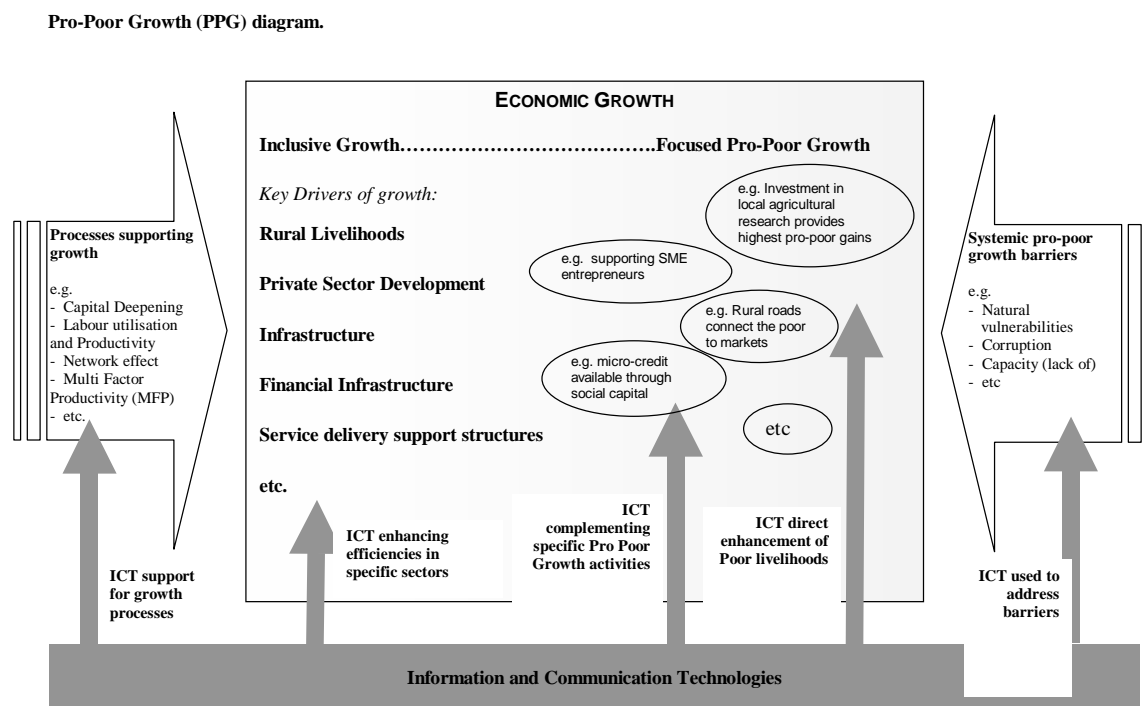 Pro-Poor Growth (PPG) diagram.
ECONOMIC GROWTH
Inclusive Growth………………………………….Focused Pro-Poor Growth
Key Drivers of growth:
Rural Livelihoods
Private Sector Development
Infrastructure
Financial Infrastructure
Service delivery support structures
etc.
e.g. Investment in
local agricultural
research provides
highest pro-poor gains
e.g. supporting SME
entrepreneurs
e.g. Rural roads
connect the poor
to markets
e.g. micro-credit
available through
social capital
etc
Processes supporting
growth
e.g.
- Capital Deepening
- Labour utilisation
and Productivity
- Network effect
- Multi Factor
Productivity (MFP)
- etc.
Systemic pro-poor
growth barriers
e.g.
- Natural
vulnerabilities
- Corruption
- Capacity (lack of)
- etc
ICT support
for growth
processes
ICT enhancing
efficiencies in
specific sectors
ICT
complementing
specific Pro Poor
Growth activities
ICT direct
enhancement of
Poor livelihoods
ICT used to
address
barriers
Information and Communication Technologies